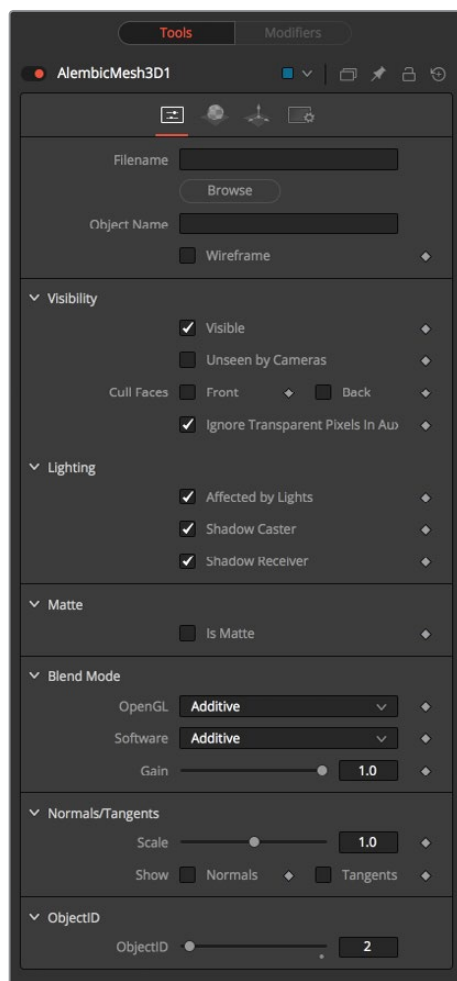 Tools Modifiers
AlembicMesh3D1
Filename
Browse
Object Name
Wireframe
Visibility
Visible
Unseen by Cameras
Cull Faces Front Back
Ignore Transparent Pixels In Aux
Lighting
Affected by Lights
Shadow Caster
Shadow Receiver
Matte
Is Matte
Blend Mode
OpenGL Additive
Software Additive
Gain 1.0
Normals/Tangents
Scale 1.0
Show Normals Tangents
ObjectID
ObjectID 2